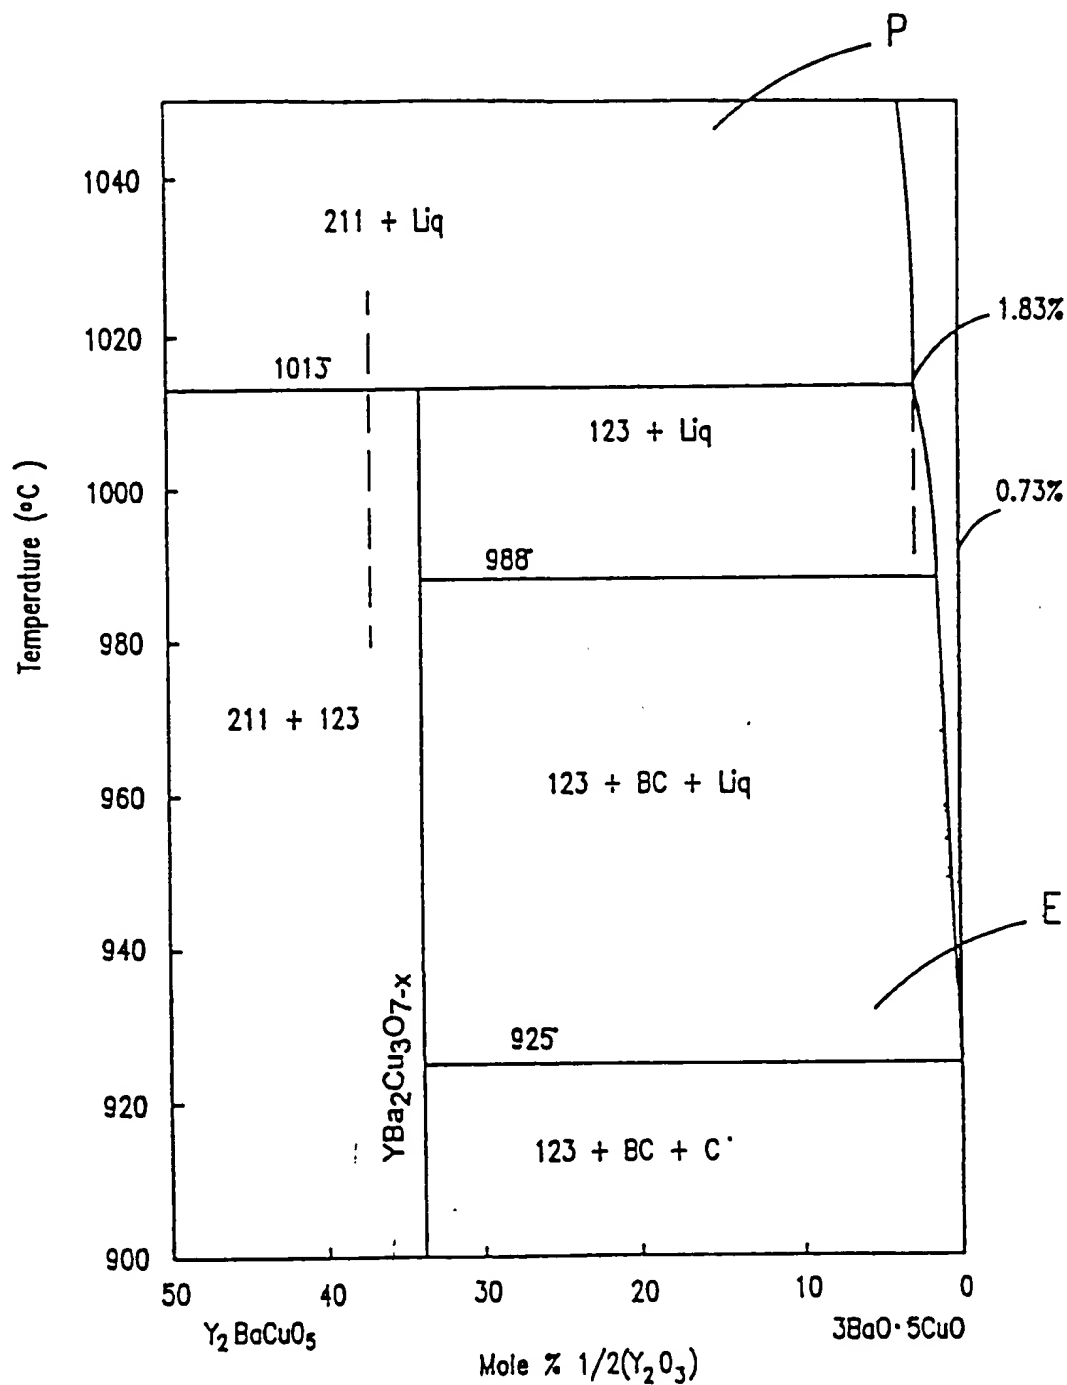 P
1040
211 + Liq
1.83%
1020
1013°
123 + Liq
Temperature (°C )
1000
0.73%
988°
980
211 + 123
123 + BC + Liq
960
E
940
YBa2Cu3O7-x
925°
920
123 + BC + C
900
50 40 30 20 10 0
Y2BaCuO5 3BaO·5CuO
Mole % 1/2(Y2O3)